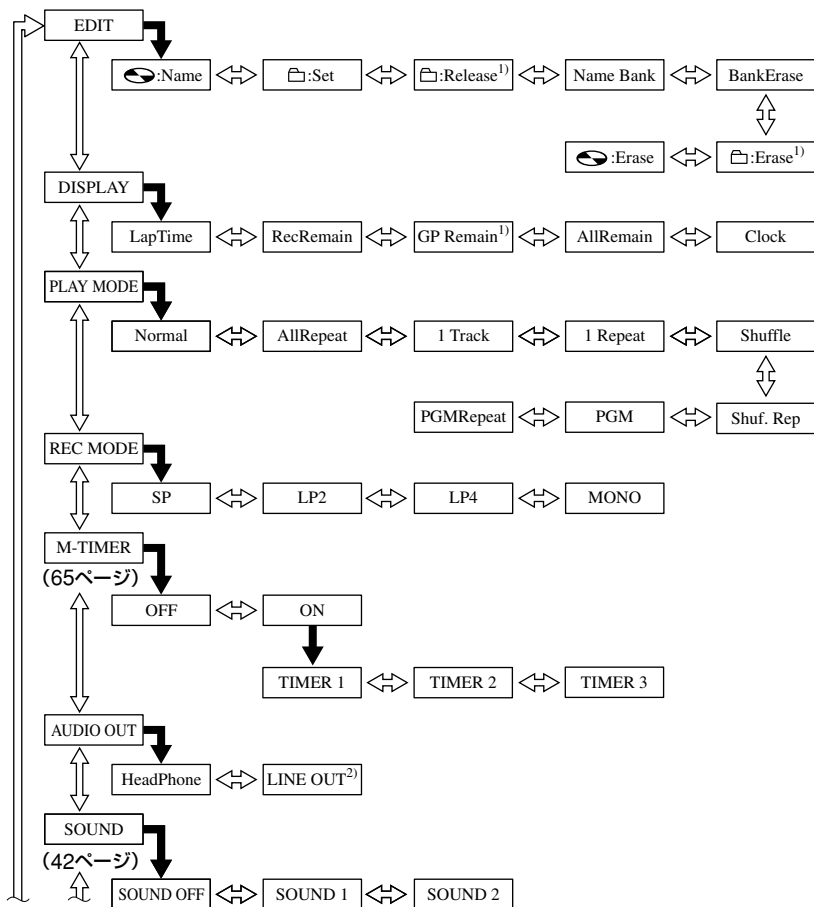 EDIT
:Name :Set :Release1) Name Bank BankErase
:Erase :Erase1)
DISPLAY
LapTime RecRemain GP Remain1) AllRemain Clock
PLAY MODE
Normal AllRepeat 1 Track 1 Repeat Shuffle
PGMRepeat PGM Shuf. Rep
REC MODE
SP LP2 LP4 MONO
M-TIMER
(65ページ)
OFF ON
TIMER 1 TIMER 2 TIMER 3
AUDIO OUT
HeadPhone LINE OUT2)
SOUND
(42ページ)
SOUND OFF SOUND 1 SOUND 2